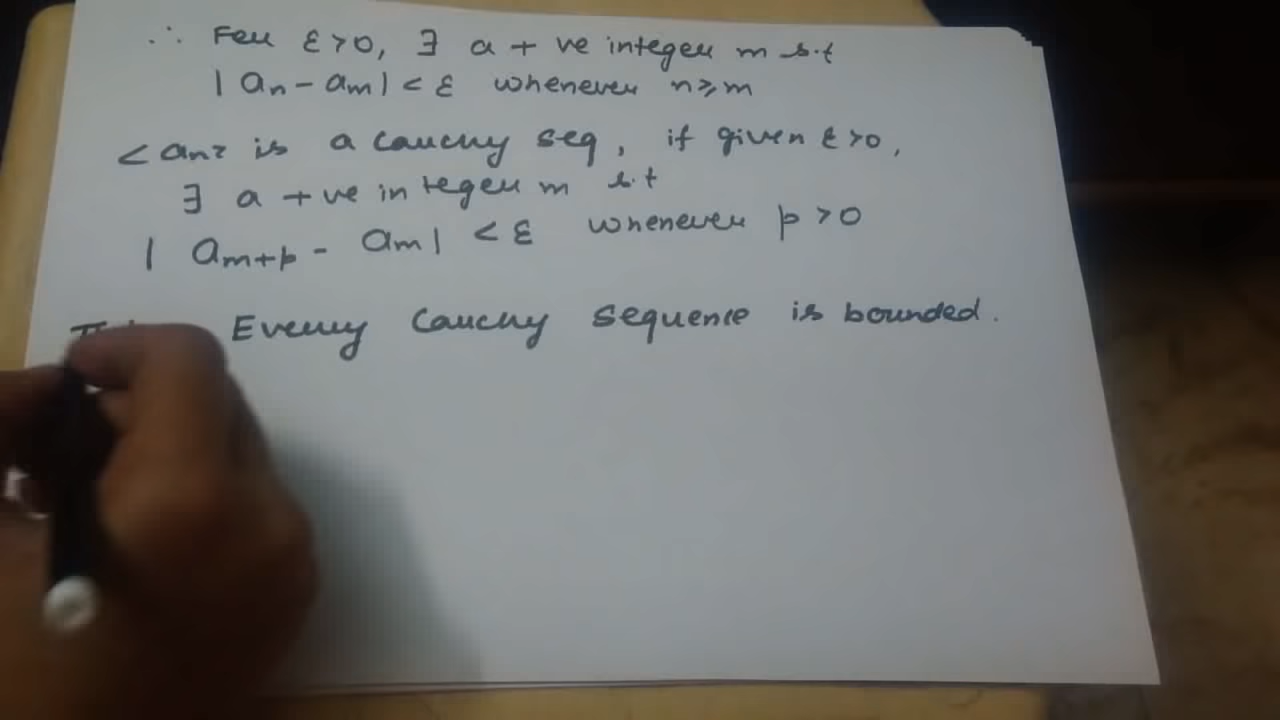 ∴ For ε>0, ∃ a +ve integer m s.t
|an - am| < ε whenever n≥m
<an> is a cauchy seq, if given ε>0,
∃ a +ve integer m s.t
|am+p - am| < ε whenever p>0
Every Cauchy sequence is bounded.